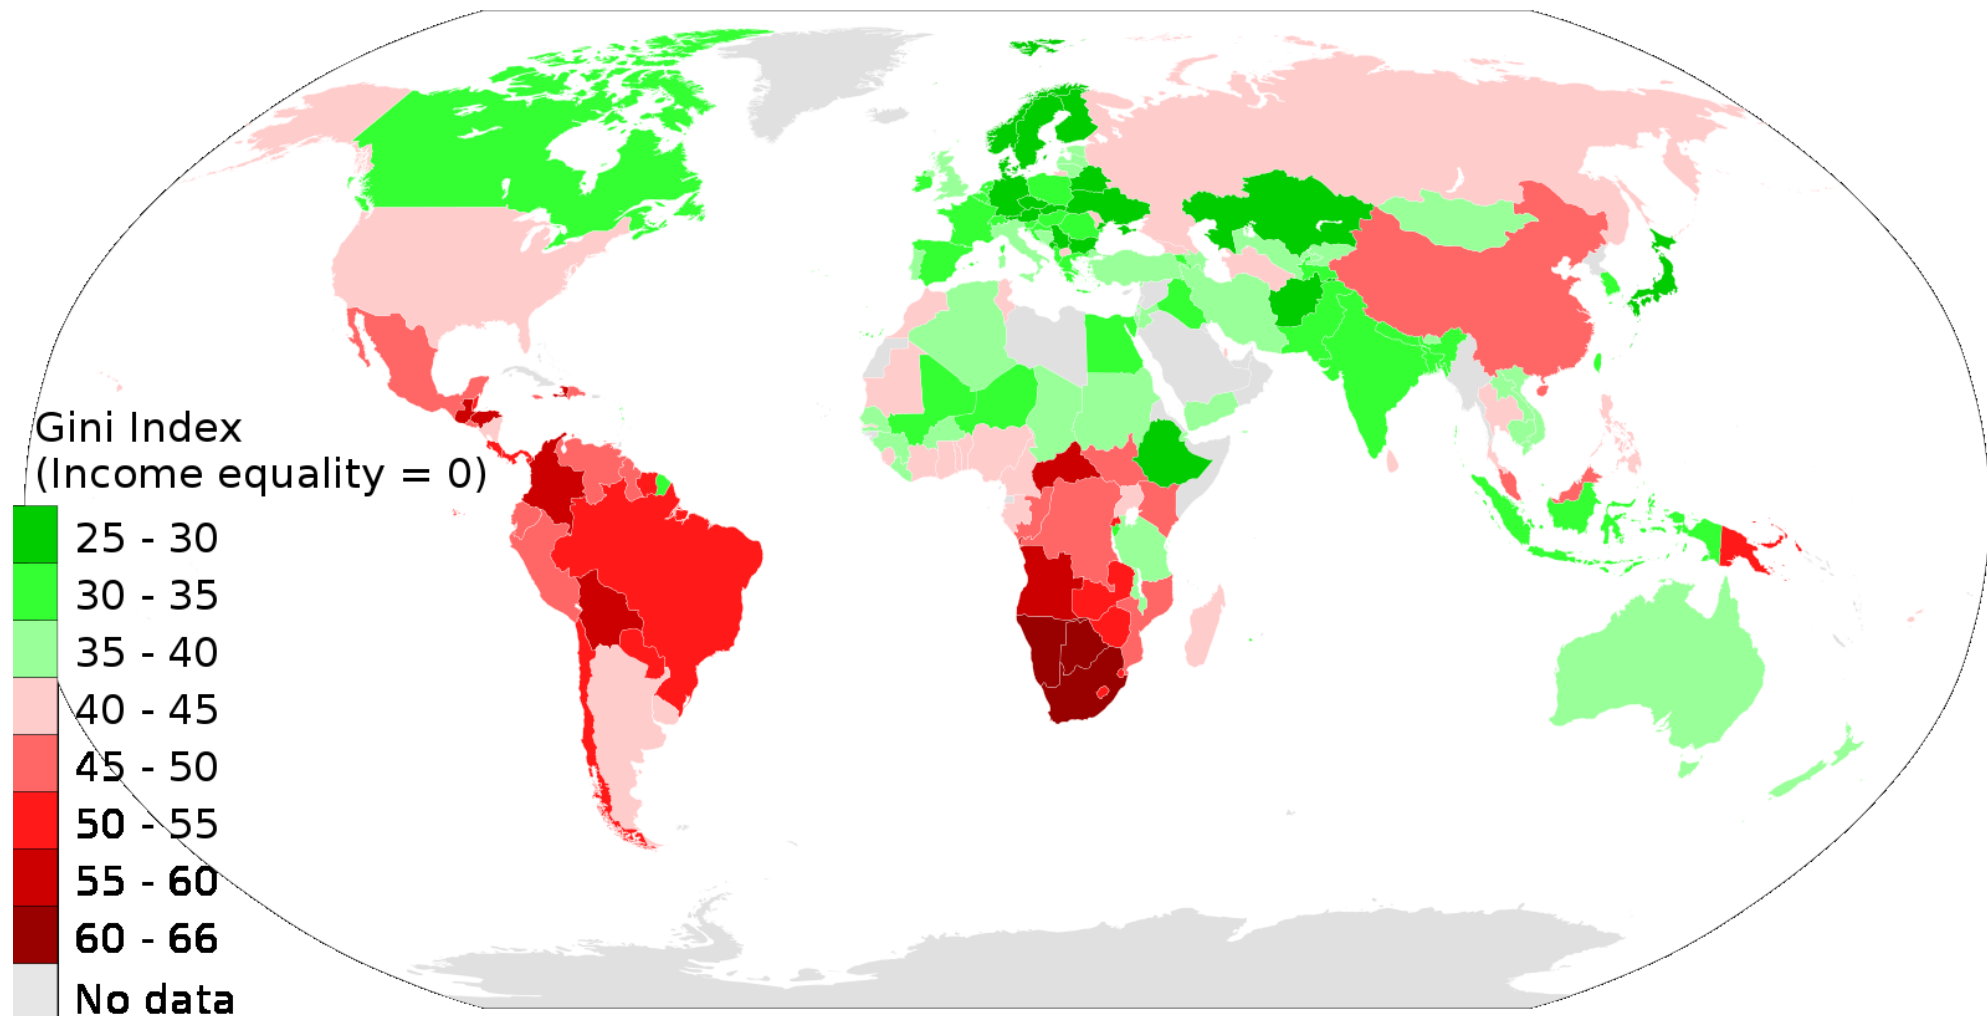 Gini Index
(Income equality = 0)
25 - 30
30 - 35
35 - 40
40 - 45
45 - 50
50 - 55
55 - 60
60 - 66
No data